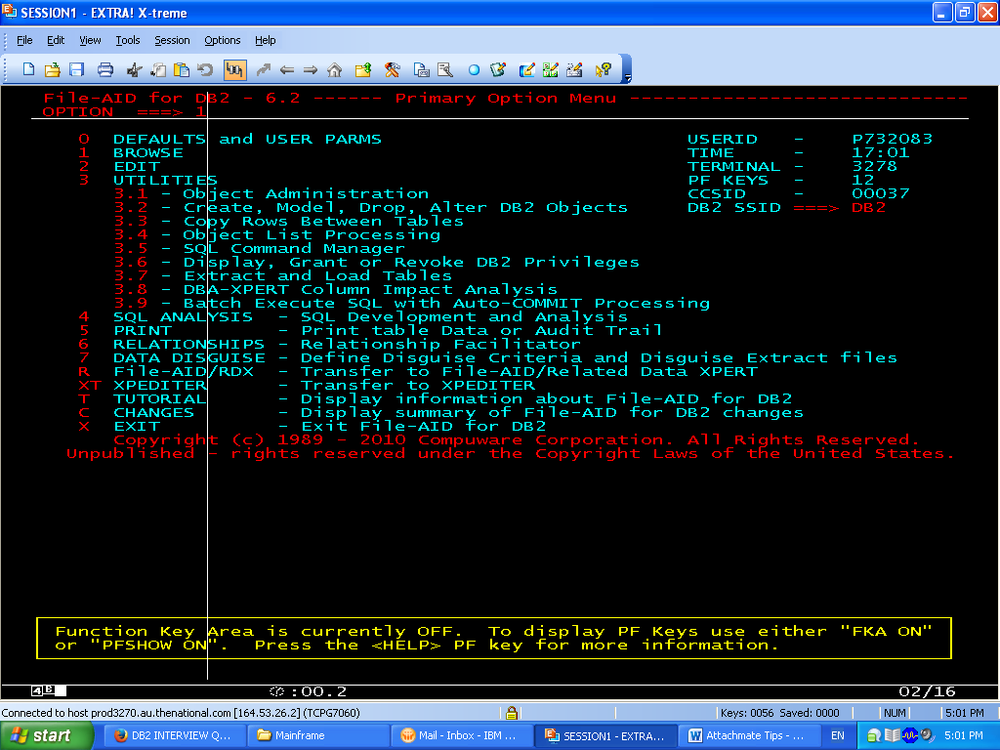 SESSION1 - EXTRA! X-treme
File Edit View Tools Session Options Help
File-AID for DB2 - 6.2 ------ Primary Option Menu -----------------------------
OPTION ===> 1
0 DEFAULTS and USER PARMS USERID - P732083
1 BROWSE TIME - 17:01
2 EDIT TERMINAL - 3278
3 UTILITIES PF KEYS - 12
3.1 - Object Administration CCSID - 00037
3.2 - Create, Model, Drop, Alter DB2 Objects DB2 SSID ===> DB2
3.3 - Copy Rows Between Tables
3.4 - Object List Processing
3.5 - SQL Command Manager
3.6 - Display, Grant or Revoke DB2 Privileges
3.7 - Extract and Load Tables
3.8 - DBA-XPERT Column Impact Analysis
3.9 - Batch Execute SQL with Auto-COMMIT Processing
4 SQL ANALYSIS - SQL Development and Analysis
5 PRINT - Print table Data or Audit Trail
6 RELATIONSHIPS - Relationship Facilitator
7 DATA DISGUISE - Define Disguise Criteria and Disguise Extract files
R File-AID/RDX - Transfer to File-AID/Related Data XPERT
XT XPEDITER - Transfer to XPEDITER
T TUTORIAL - Display information about File-AID for DB2
C CHANGES - Display summary of File-AID for DB2 changes
X EXIT - Exit File-AID for DB2
Copyright (c) 1989 - 2010 Compuware Corporation. All Rights Reserved.
Unpublished - rights reserved under the Copyright Laws of the United States.
Function Key Area is currently OFF. To display PF Keys use either "FKA ON"
or "PFSHOW ON". Press the <HELP> PF key for more information.
4B :00.2 02/16
Connected to host prod3270.au.thenational.com [164.53.26.2] (TCPG7060) Keys: 0056 Saved: 0000 NUM 5:01 PM
start DB2 INTERVIEW Q... Mainframe Mail - Inbox - IBM ... SESSION1 - EXTRA... Attachmate Tips - ... EN 5:01 PM